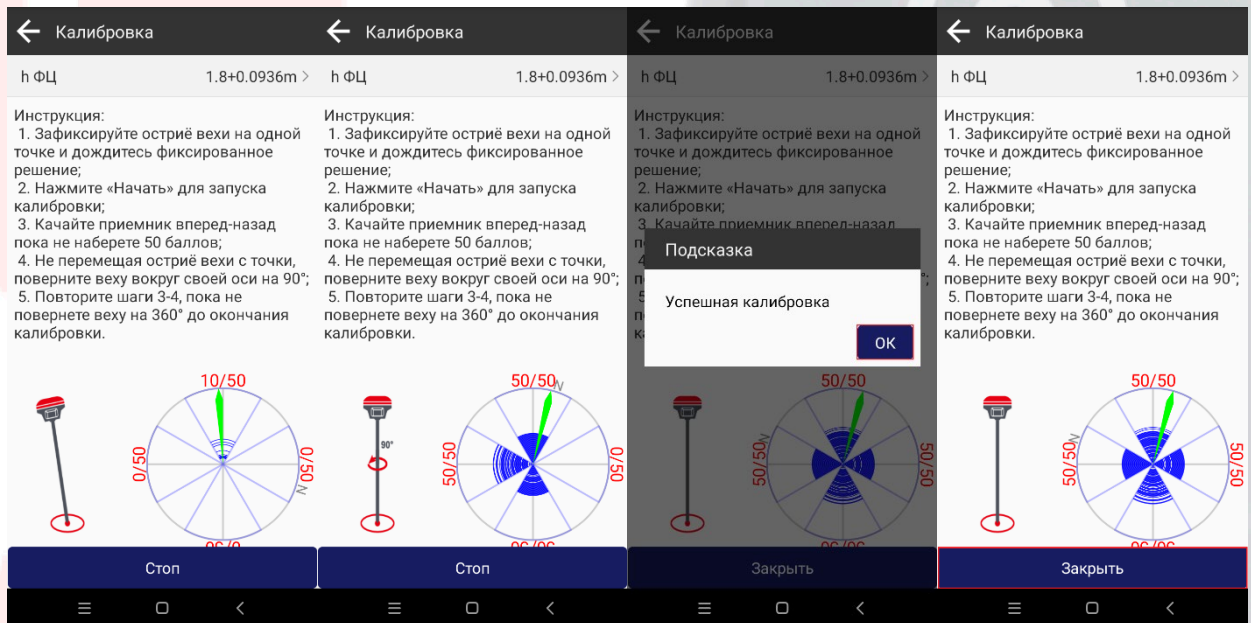 Калибровка
h ФЦ 1.8+0.0936m >
Инструкция:
1. Зафиксируйте остриё вехи на одной
точке и дождитесь фиксированное
решение;
2. Нажмите «Начать» для запуска
калибровки;
3. Качайте приемник вперед-назад
пока не наберете 50 баллов;
4. Не перемещая остриё вехи с точки,
поверните веху вокруг своей оси на 90°;
5. Повторите шаги 3-4, пока не
повернете веху на 360° до окончания
калибровки.
10/50
0/50
0/50
N
Стоп
Калибровка
h ФЦ 1.8+0.0936m >
Инструкция:
1. Зафиксируйте остриё вехи на одной
точке и дождитесь фиксированное
решение;
2. Нажмите «Начать» для запуска
калибровки;
3. Качайте приемник вперед-назад
пока не наберете 50 баллов;
4. Не перемещая остриё вехи с точки,
поверните веху вокруг своей оси на 90°;
5. Повторите шаги 3-4, пока не
повернете веху на 360° до окончания
калибровки.
50/50
N
90°
50/50
0/50
Стоп
Калибровка
h ФЦ 1.8+0.0936m >
Инструкция:
1. Зафиксируйте остриё вехи на одной
точке и дождитесь фиксированное
решение;
2. Нажмите «Начать» для запуска
калибровки;
3. Качайте приемник вперед-назад
Подсказка
Успешная калибровка
ОК
50/50
N
50/50
50/50
Закрыть
Калибровка
h ФЦ 1.8+0.0936m >
Инструкция:
1. Зафиксируйте остриё вехи на одной
точке и дождитесь фиксированное
решение;
2. Нажмите «Начать» для запуска
калибровки;
3. Качайте приемник вперед-назад
пока не наберете 50 баллов;
4. Не перемещая остриё вехи с точки,
поверните веху вокруг своей оси на 90°;
5. Повторите шаги 3-4, пока не
повернете веху на 360° до окончания
калибровки.
50/50
N
50/50
50/50
Закрыть